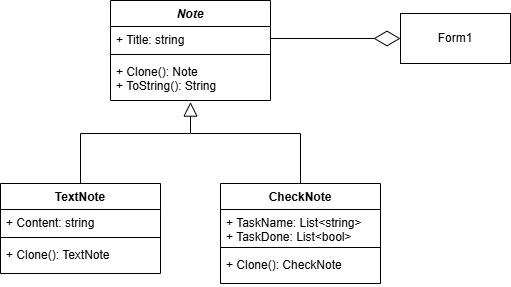 Note
+ Title: string
+ Clone(): Note
+ ToString(): String
Form1
TextNote
+ Content: string
+ Clone(): TextNote
CheckNote
+ TaskName: List<string>
+ TaskDone: List<bool>
+ Clone(): CheckNote